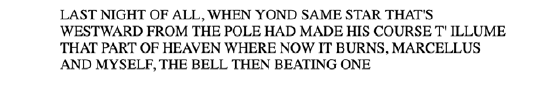 LAST NIGHT OF ALL, WHEN YOND SAME STAR THAT'S
WESTWARD FROM THE POLE HAD MADE HIS COURSE T' ILLUME
THAT PART OF HEAVEN WHERE NOW IT BURNS, MARCELLUS
AND MYSELF, THE BELL THEN BEATING ONE